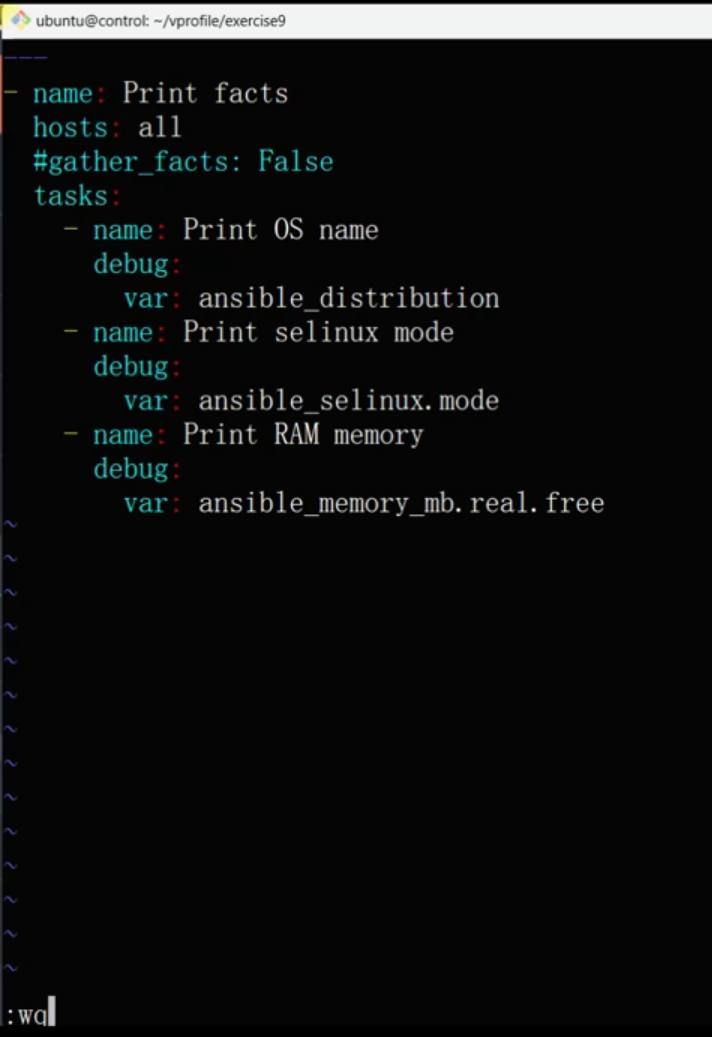 ubuntu@control: ~/vprofile/exercise9
---
- name: Print facts
  hosts: all
  #gather_facts: False
  tasks:
    - name: Print OS name
      debug:
        var: ansible_distribution
    - name: Print selinux mode
      debug:
        var: ansible_selinux.mode
    - name: Print RAM memory
      debug:
        var: ansible_memory_mb.real.free
~
~
~
~
~
~
~
~
~
~
~
~
~
~
:wq